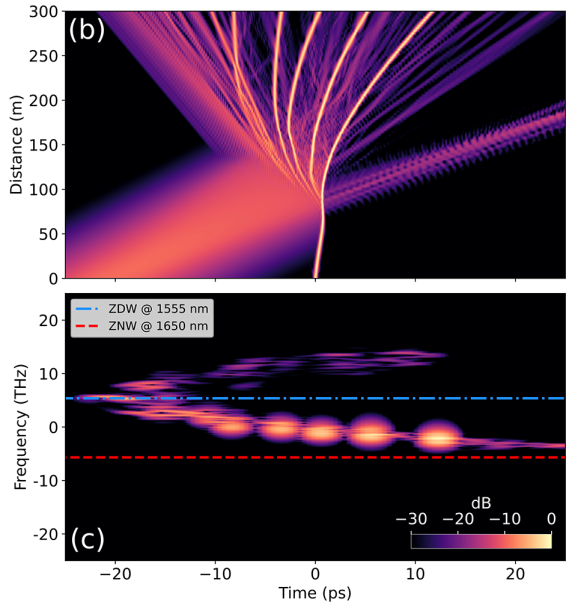 (b)
300
250
200
150
100
50
0
Distance (m)
ZDW @ 1555 nm
ZNW @ 1650 nm
20
10
0
-10
-20
Frequency (THz)
dB
−30 −20 −10 0
(c)
−20 −10 0 10 20
Time (ps)